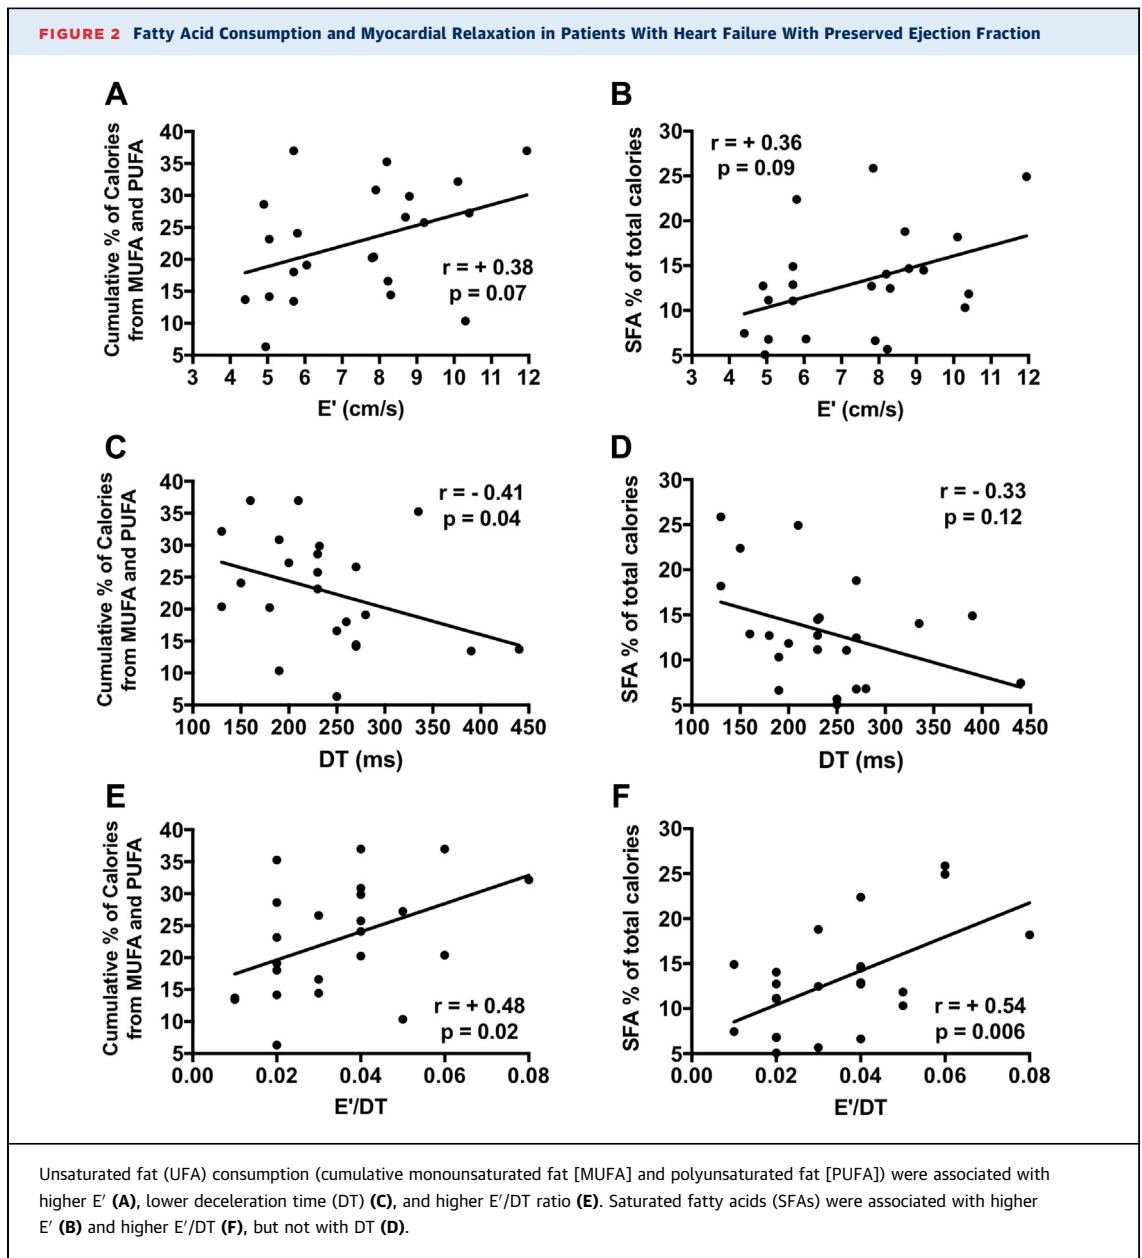 FIGURE 2 Fatty Acid Consumption and Myocardial Relaxation in Patients With Heart Failure With Preserved Ejection Fraction
A
Cumulative % of Calories
from MUFA and PUFA
40
35
30
25
20
15
10
5
r = + 0.38
p = 0.07
3 4 5 6 7 8 9 10 11 12
E' (cm/s)
B
SFA % of total calories
30
25
20
15
10
5
r = + 0.36
p = 0.09
3 4 5 6 7 8 9 10 11 12
E' (cm/s)
C
Cumulative % of Calories
from MUFA and PUFA
40
35
30
25
20
15
10
5
r = - 0.41
p = 0.04
100 150 200 250 300 350 400 450
DT (ms)
D
SFA % of total calories
30
25
20
15
10
5
r = - 0.33
p = 0.12
100 150 200 250 300 350 400 450
DT (ms)
E
Cumulative % of Calories
from MUFA and PUFA
40
35
30
25
20
15
10
5
r = + 0.48
p = 0.02
0.00 0.02 0.04 0.06 0.08
E'/DT
F
SFA % of total calories
30
25
20
15
10
5
r = + 0.54
p = 0.006
0.00 0.02 0.04 0.06 0.08
E'/DT
Unsaturated fat (UFA) consumption (cumulative monounsaturated fat [MUFA] and polyunsaturated fat [PUFA]) were associated with
higher E′ (A), lower deceleration time (DT) (C), and higher E′/DT ratio (E). Saturated fatty acids (SFAs) were associated with higher
E′ (B) and higher E′/DT (F), but not with DT (D).